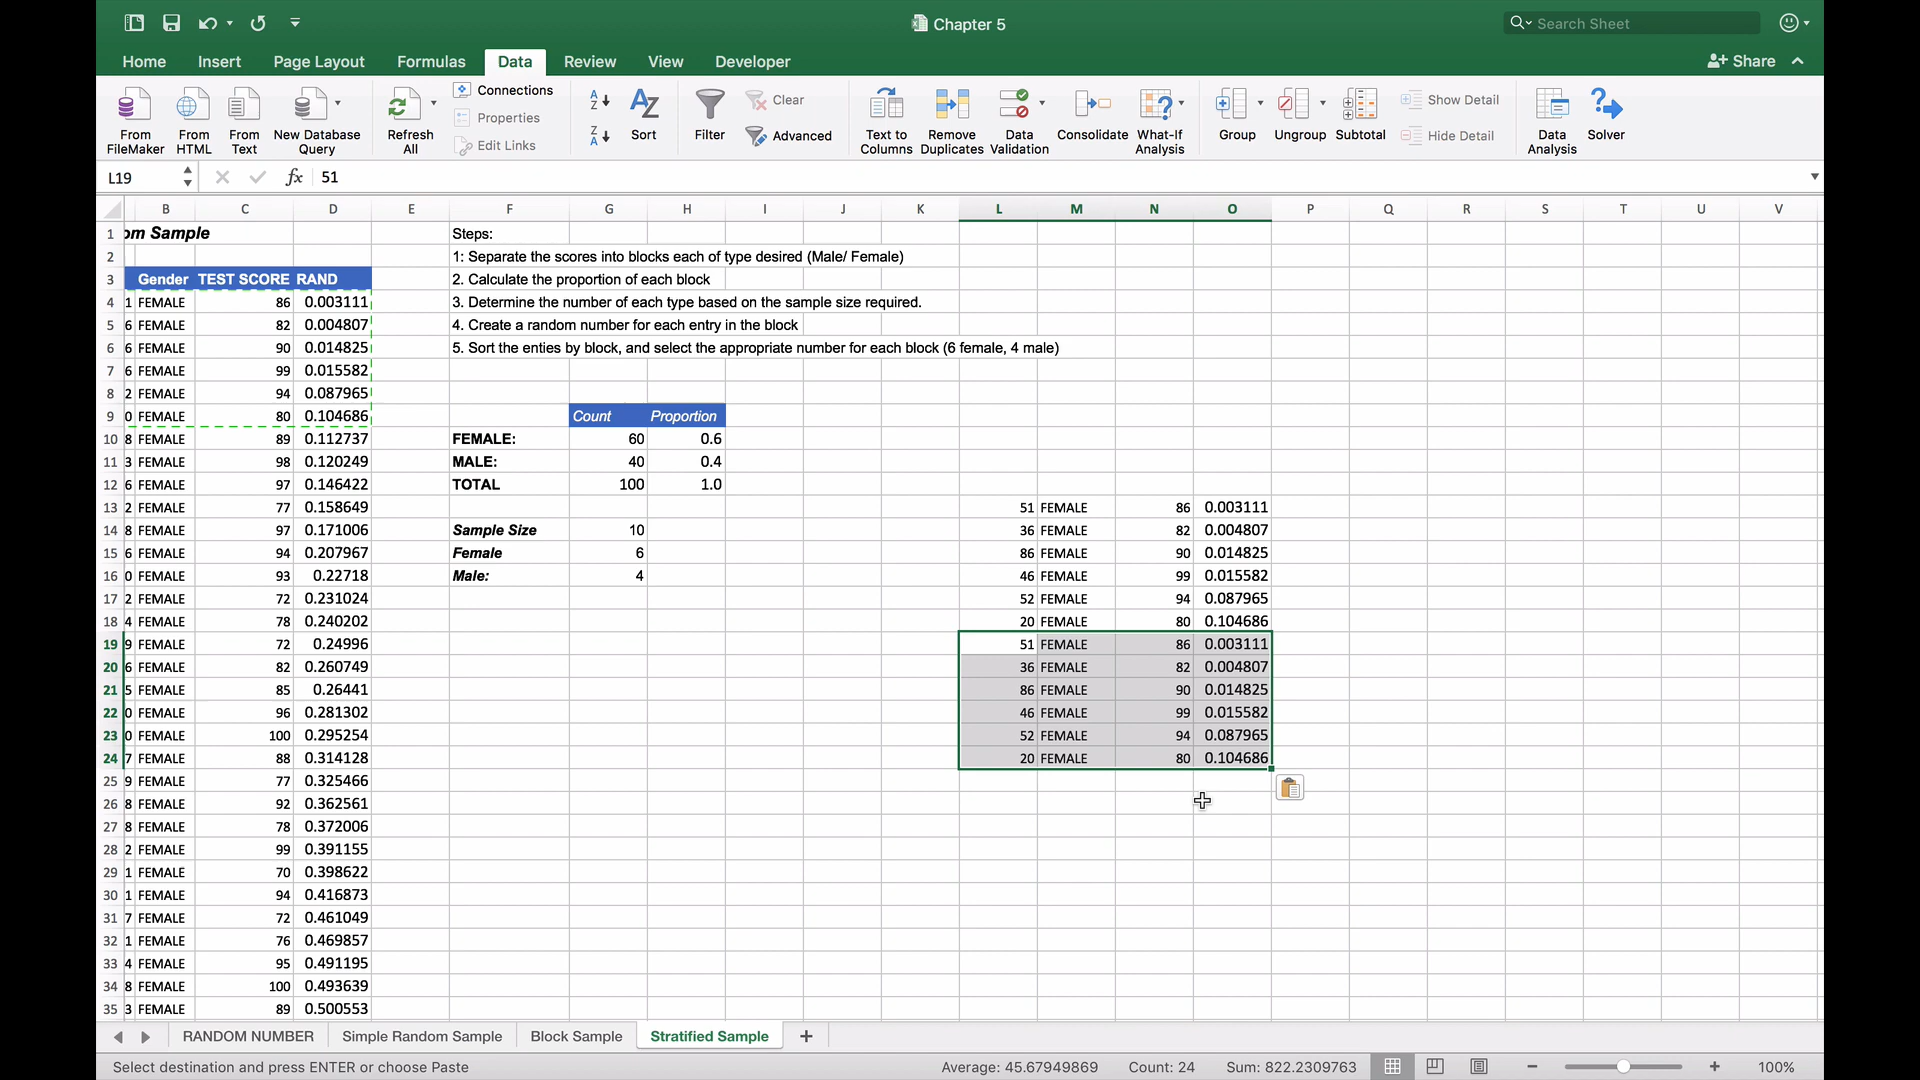 Chapter 5
Search Sheet
Home Insert Page Layout Formulas Data Review View Developer Share
From FileMaker
From HTML
From Text
New Database Query
Refresh All
Connections
Properties
Edit Links
Sort
Filter
Clear
Advanced
Text to Columns
Remove Duplicates
Data Validation
Consolidate
What-If Analysis
Group
Ungroup
Subtotal
Show Detail
Hide Detail
Data Analysis
Solver
L19 fx 51
B C D E F G H I J K L M N O P Q R S T U V
1 om Sample Steps:
2 1: Separate the scores into blocks each of type desired (Male/ Female)
3 Gender TEST SCORE RAND 2. Calculate the proportion of each block
4 1 FEMALE 86 0.003111 3. Determine the number of each type based on the sample size required.
5 6 FEMALE 82 0.004807 4. Create a random number for each entry in the block
6 6 FEMALE 90 0.014825 5. Sort the enties by block, and select the appropriate number for each block (6 female, 4 male)
7 6 FEMALE 99 0.015582
8 2 FEMALE 94 0.087965
9 0 FEMALE 80 0.104686 Count Proportion
10 8 FEMALE 89 0.112737 FEMALE: 60 0.6
11 3 FEMALE 98 0.120249 MALE: 40 0.4
12 6 FEMALE 97 0.146422 TOTAL 100 1.0
13 2 FEMALE 77 0.158649 51 FEMALE 86 0.003111
14 8 FEMALE 97 0.171006 Sample Size 10 36 FEMALE 82 0.004807
15 6 FEMALE 94 0.207967 Female 6 86 FEMALE 90 0.014825
16 0 FEMALE 93 0.22718 Male: 4 46 FEMALE 99 0.015582
17 2 FEMALE 72 0.231024 52 FEMALE 94 0.087965
18 4 FEMALE 78 0.240202 20 FEMALE 80 0.104686
19 9 FEMALE 72 0.24996 51 FEMALE 86 0.003111
20 6 FEMALE 82 0.260749 36 FEMALE 82 0.004807
21 5 FEMALE 85 0.26441 86 FEMALE 90 0.014825
22 0 FEMALE 96 0.281302 46 FEMALE 99 0.015582
23 0 FEMALE 100 0.295254 52 FEMALE 94 0.087965
24 7 FEMALE 88 0.314128 20 FEMALE 80 0.104686
25 9 FEMALE 77 0.325466
26 8 FEMALE 92 0.362561
27 8 FEMALE 78 0.372006
28 2 FEMALE 99 0.391155
29 1 FEMALE 70 0.398622
30 1 FEMALE 94 0.416873
31 7 FEMALE 72 0.461049
32 1 FEMALE 76 0.469857
33 4 FEMALE 95 0.491195
34 8 FEMALE 100 0.493639
35 3 FEMALE 89 0.500553
RANDOM NUMBER Simple Random Sample Block Sample Stratified Sample +
Select destination and press ENTER or choose Paste Average: 45.67949869 Count: 24 Sum: 822.2309763 100%